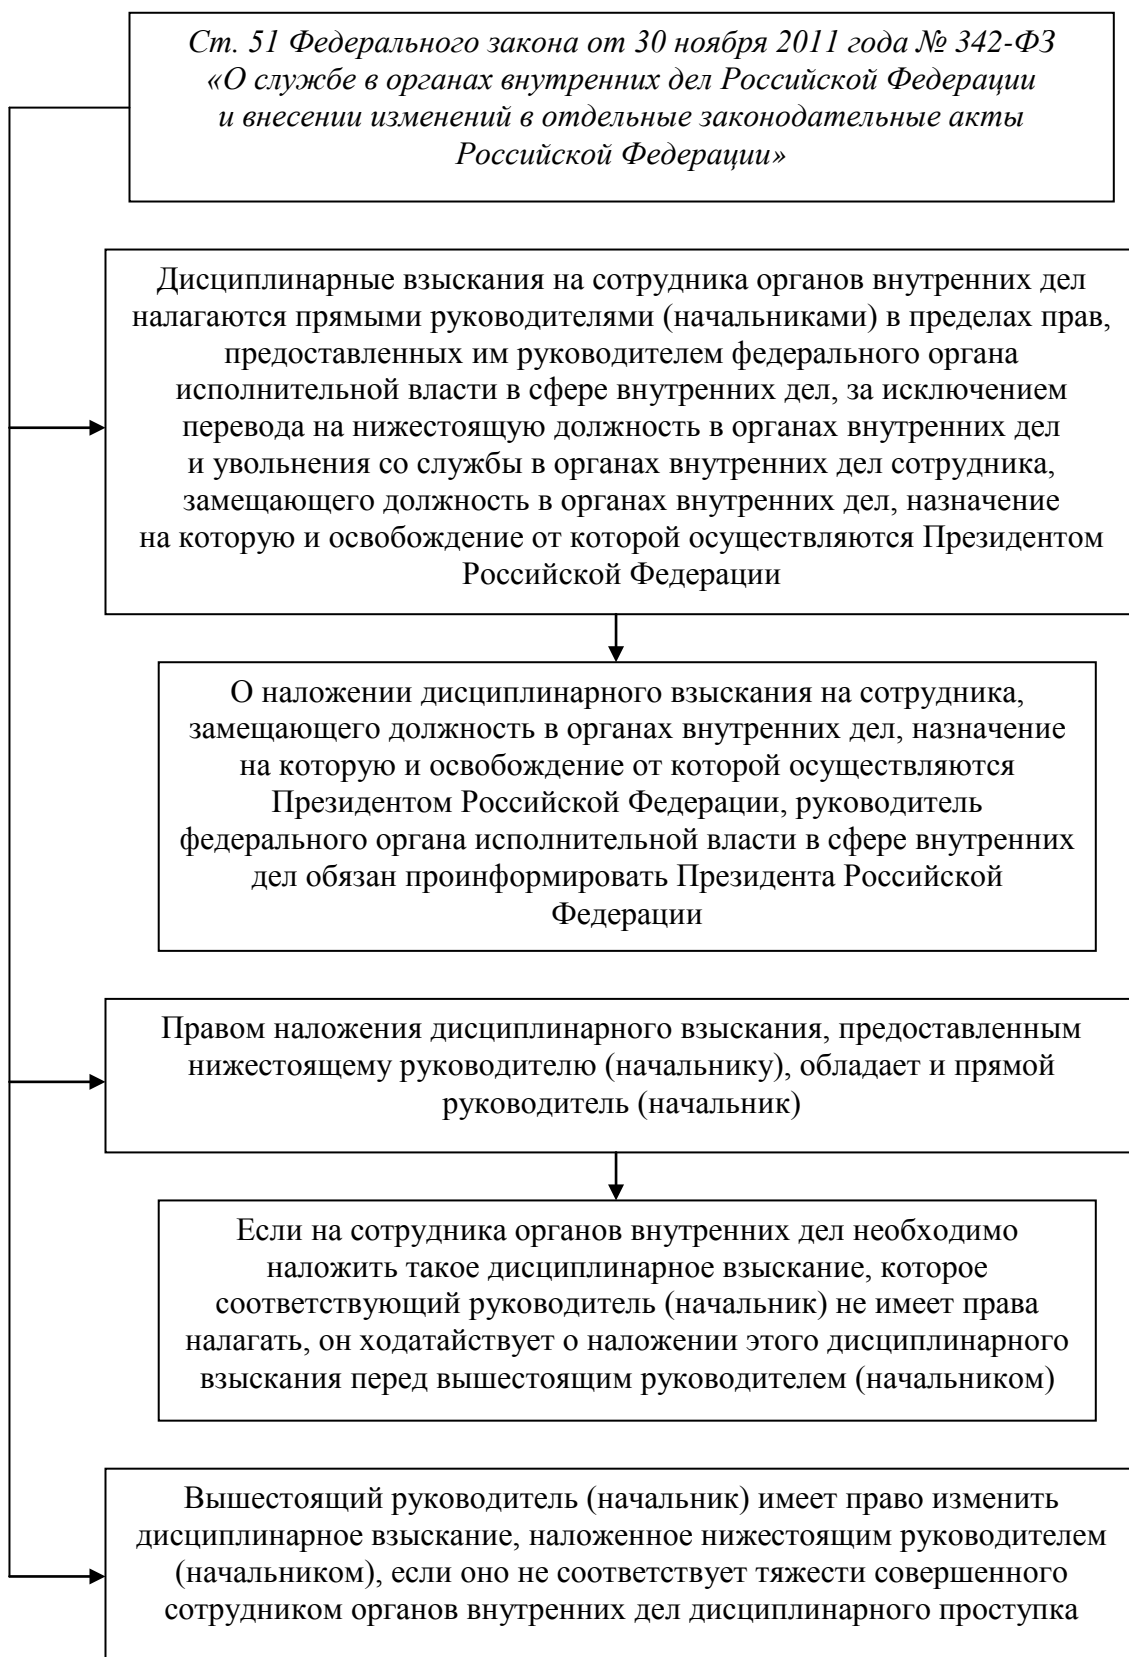 Ст. 51 Федерального закона от 30 ноября 2011 года № 342-ФЗ
«О службе в органах внутренних дел Российской Федерации
и внесении изменений в отдельные законодательные акты
Российской Федерации»
Дисциплинарные взыскания на сотрудника органов внутренних дел
налагаются прямыми руководителями (начальниками) в пределах прав,
предоставленных им руководителем федерального органа
исполнительной власти в сфере внутренних дел, за исключением
перевода на нижестоящую должность в органах внутренних дел
и увольнения со службы в органах внутренних дел сотрудника,
замещающего должность в органах внутренних дел, назначение
на которую и освобождение от которой осуществляются Президентом
Российской Федерации
О наложении дисциплинарного взыскания на сотрудника,
замещающего должность в органах внутренних дел, назначение
на которую и освобождение от которой осуществляются
Президентом Российской Федерации, руководитель
федерального органа исполнительной власти в сфере внутренних
дел обязан проинформировать Президента Российской
Федерации
Правом наложения дисциплинарного взыскания, предоставленным
нижестоящему руководителю (начальнику), обладает и прямой
руководитель (начальник)
Если на сотрудника органов внутренних дел необходимо
наложить такое дисциплинарное взыскание, которое
соответствующий руководитель (начальник) не имеет права
налагать, он ходатайствует о наложении этого дисциплинарного
взыскания перед вышестоящим руководителем (начальником)
Вышестоящий руководитель (начальник) имеет право изменить
дисциплинарное взыскание, наложенное нижестоящим руководителем
(начальником), если оно не соответствует тяжести совершенного
сотрудником органов внутренних дел дисциплинарного проступка